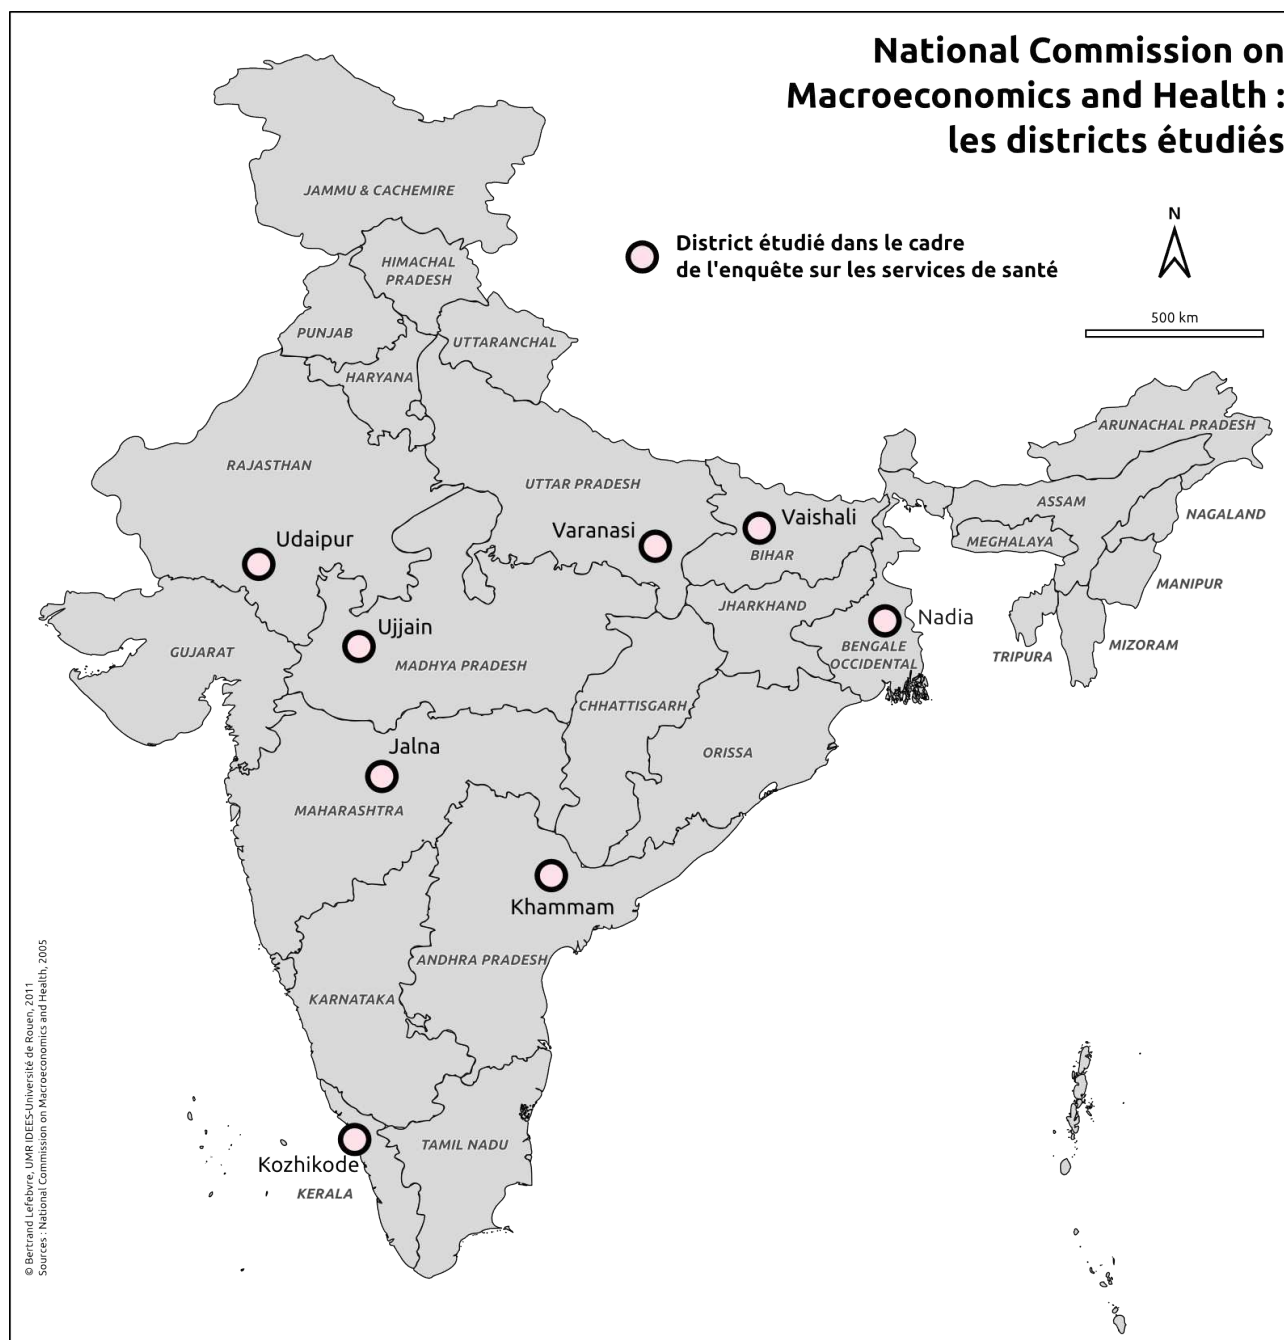 National Commission on
Macroeconomics and Health :
les districts étudiés
JAMMU & CACHEMIRE
N
District étudié dans le cadre
de l'enquête sur les services de santé
HIMACHAL
PRADESH
500 km
PUNJAB
UTTARANCHAL
HARYANA
ARUNACHAL PRADESH
RAJASTHAN
UTTAR PRADESH
ASSAM
NAGALAND
Vaishali
Varanasi
Udaipur
MEGHALAYA
BIHAR
MANIPUR
JHARKHAND
Nadia
Ujjain
GUJARAT
MADHYA PRADESH
BENGALE
OCCIDENTAL
TRIPURA
MIZORAM
CHHATTISGARH
Jalna
ORISSA
MAHARASHTRA
Khammam
ANDHRA PRADESH
KARNATAKA
TAMIL NADU
Kozhikode
KERALA
© Bertrand Lefebvre, UMR IDEES-Université de Rouen, 2011
Sources : National Commission on Macroeconomics and Health, 2005